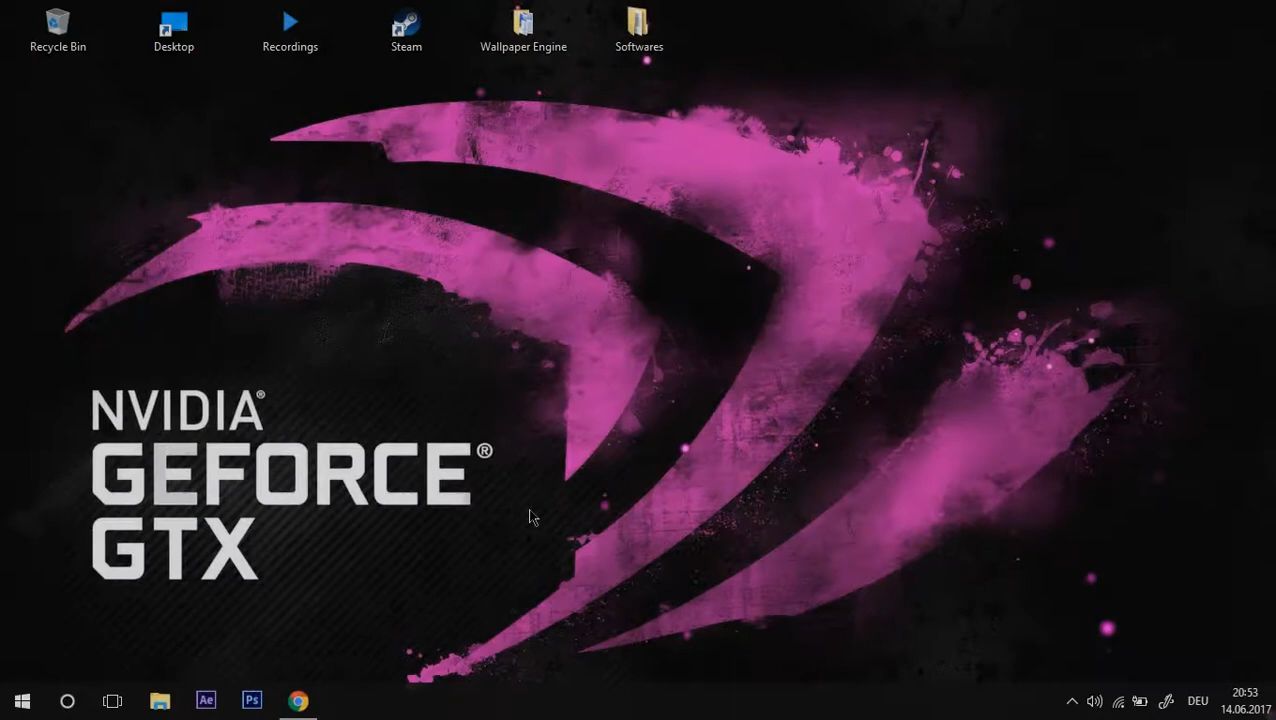 Recycle Bin
Desktop
Recordings
Steam
Wallpaper Engine
Softwares
NVIDIA®
GEFORCE®
GTX
Ae
Ps
DEU
20:53
14.06.2017